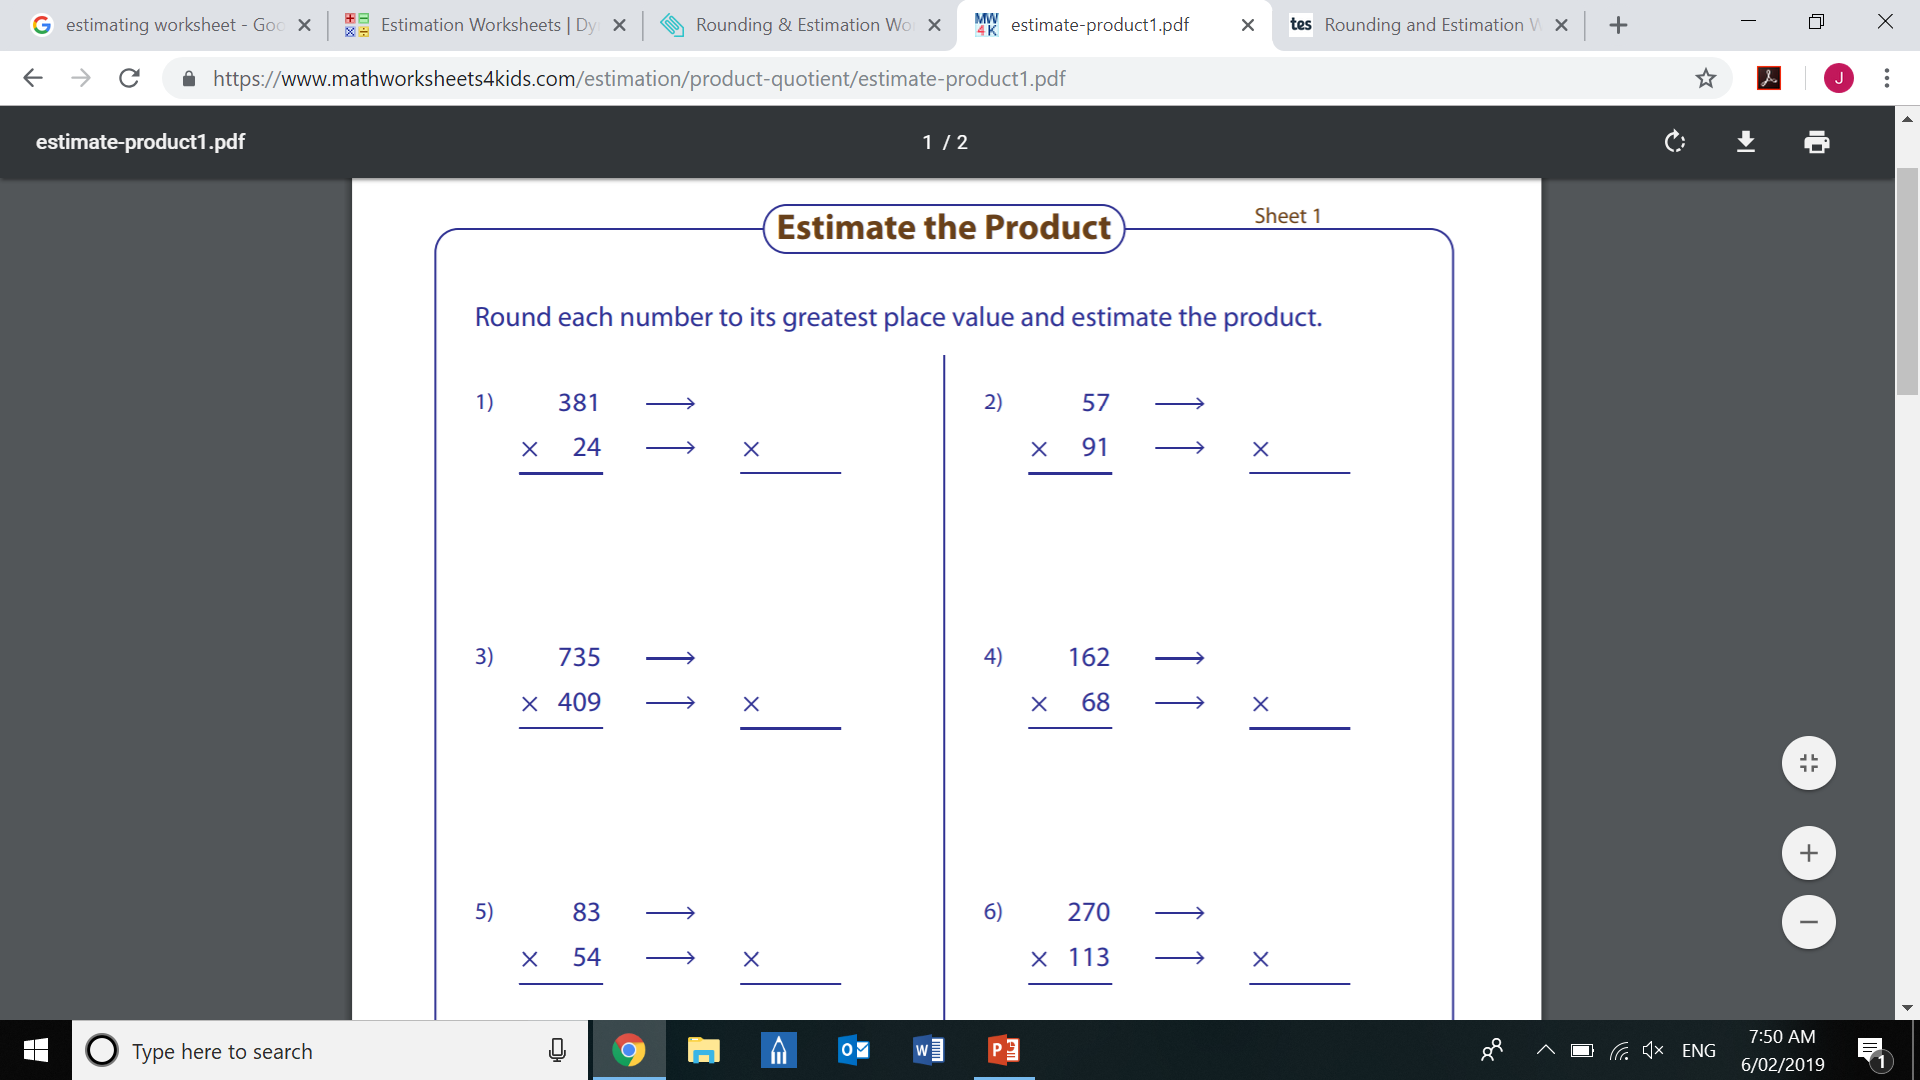 estimating worksheet - Goo
Estimation Worksheets | Dy
Rounding & Estimation Wo
MW
4K
estimate-product1.pdf
tes
Rounding and Estimation W
https://www.mathworksheets4kids.com/estimation/product-quotient/estimate-product1.pdf
J
estimate-product1.pdf
1 / 2
Estimate the Product
Sheet 1
Round each number to its greatest place value and estimate the product.
1) 381 →
× 24 → ×
2) 57 →
× 91 → ×
3) 735 →
× 409 → ×
4) 162 →
× 68 → ×
5) 83 →
× 54 → ×
6) 270 →
× 113 → ×
Type here to search
ENG
7:50 AM
6/02/2019
1